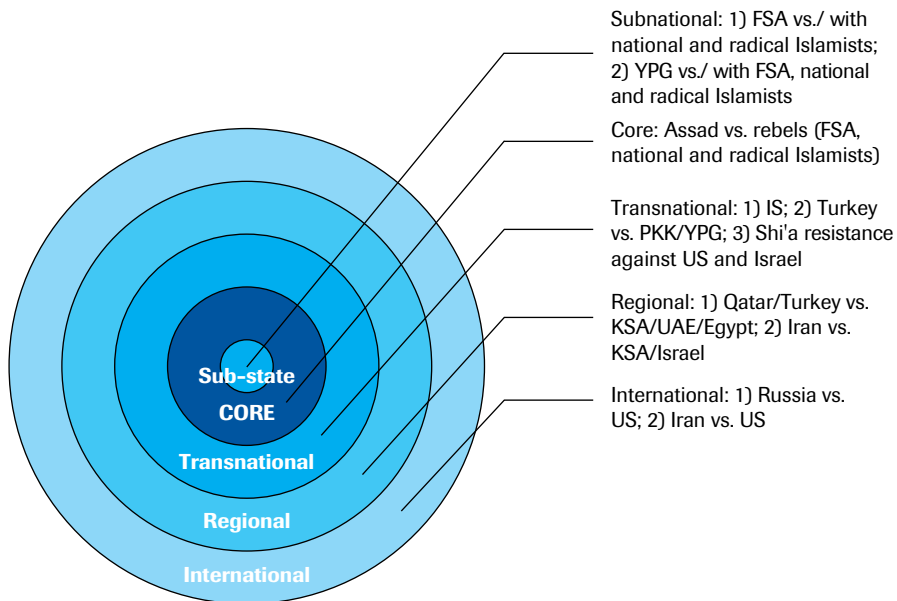 Subnational: 1) FSA vs./ with
national and radical Islamists;
2) YPG vs./ with FSA, national
and radical Islamists
Core: Assad vs. rebels (FSA,
national and radical Islamists)
Transnational: 1) IS; 2) Turkey
vs. PKK/YPG; 3) Shi'a resistance
against US and Israel
Regional: 1) Qatar/Turkey vs.
KSA/UAE/Egypt; 2) Iran vs.
KSA/Israel
International: 1) Russia vs.
US; 2) Iran vs. US
Sub-state
CORE
Transnational
Regional
International